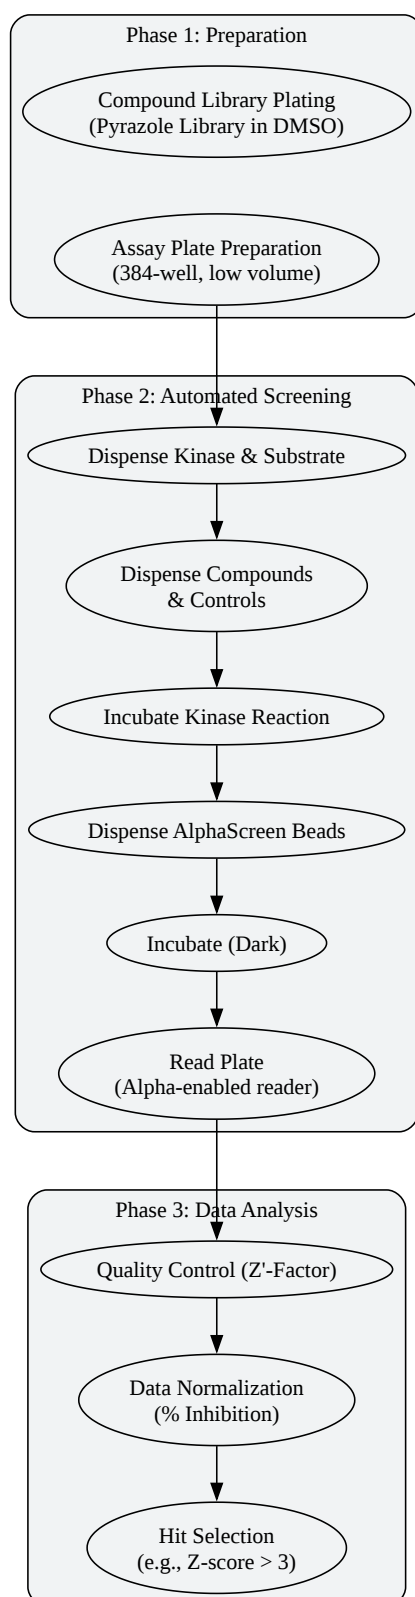 Phase 1: Preparation
Compound Library Plating
(Pyrazole Library in DMSO)
Assay Plate Preparation
(384-well, low volume)
Phase 2: Automated Screening
Dispense Kinase & Substrate
Dispense Compounds
& Controls
Incubate Kinase Reaction
Dispense AlphaScreen Beads
Incubate (Dark)
Read Plate
(Alpha-enabled reader)
Phase 3: Data Analysis
Quality Control (Z'-Factor)
Data Normalization
(% Inhibition)
Hit Selection
(e.g., Z-score > 3)